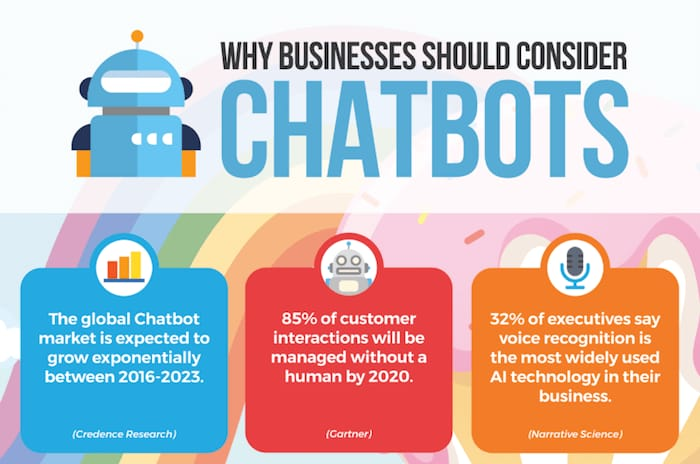 WHY BUSINESSES SHOULD CONSIDER
CHATBOTS
The global Chatbot
market is expected to
grow exponentially
between 2016-2023.
(Credence Research)
85% of customer
interactions will be
managed without a
human by 2020.
(Gartner)
32% of executives say
voice recognition is
the most widely used
AI technology in their
business.
(Narrative Science)